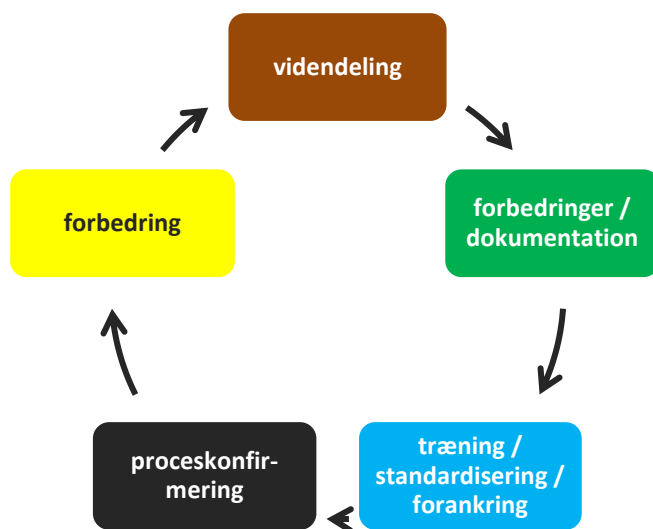 videndeling
forbedringer /
dokumentation
træning /
standardisering /
forankring
proceskonfir-
mering
forbedring